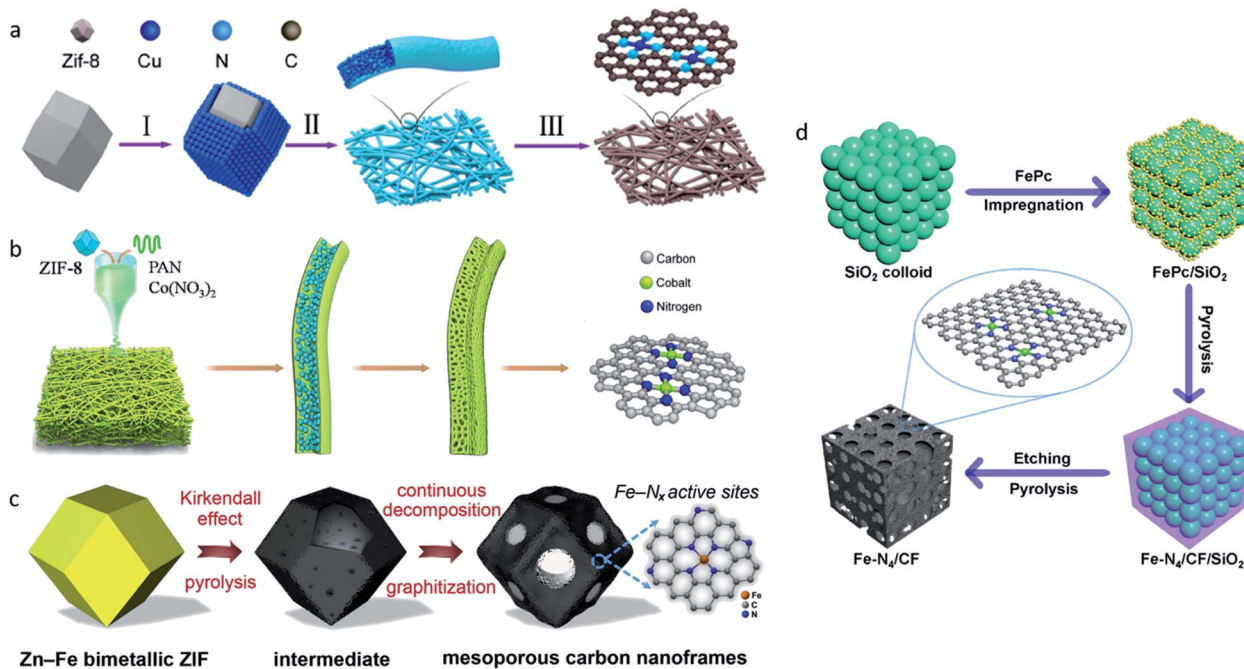 a
Zif-8
Cu
N
C
I
II
III
b
ZIF-8
PAN
Co(NO₃)₂
Carbon
Cobalt
Nitrogen
c
Kirkendall
effect
pyrolysis
continuous
decomposition
graphitization
Fe–Nₓ active sites
Fe
C
N
Zn–Fe bimetallic ZIF
intermediate
mesoporous carbon nanoframes
d
FePc
Impregnation
SiO₂ colloid
FePc/SiO₂
Pyrolysis
Etching
Pyrolysis
Fe-N₄/CF
Fe-N₄/CF/SiO₂